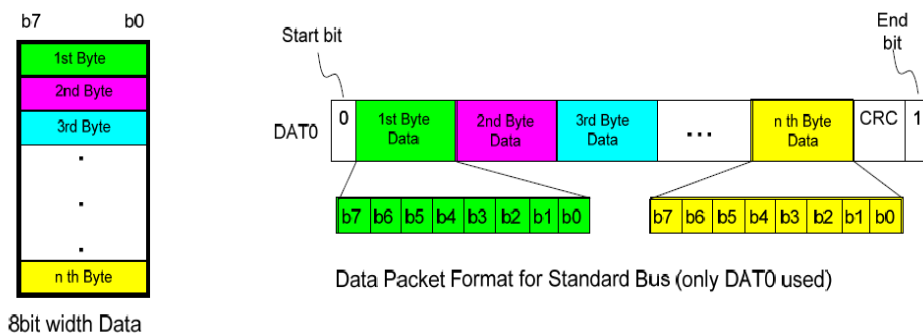 b7 b0
1st Byte
2nd Byte
3rd Byte
.
.
.
n th Byte
8bit width Data
Start bit
End
bit
DAT0 0 1st Byte Data 2nd Byte Data 3rd Byte Data ... n th Byte Data CRC 1
b7 b6 b5 b4 b3 b2 b1 b0
b7 b6 b5 b4 b3 b2 b1 b0
Data Packet Format for Standard Bus (only DAT0 used)